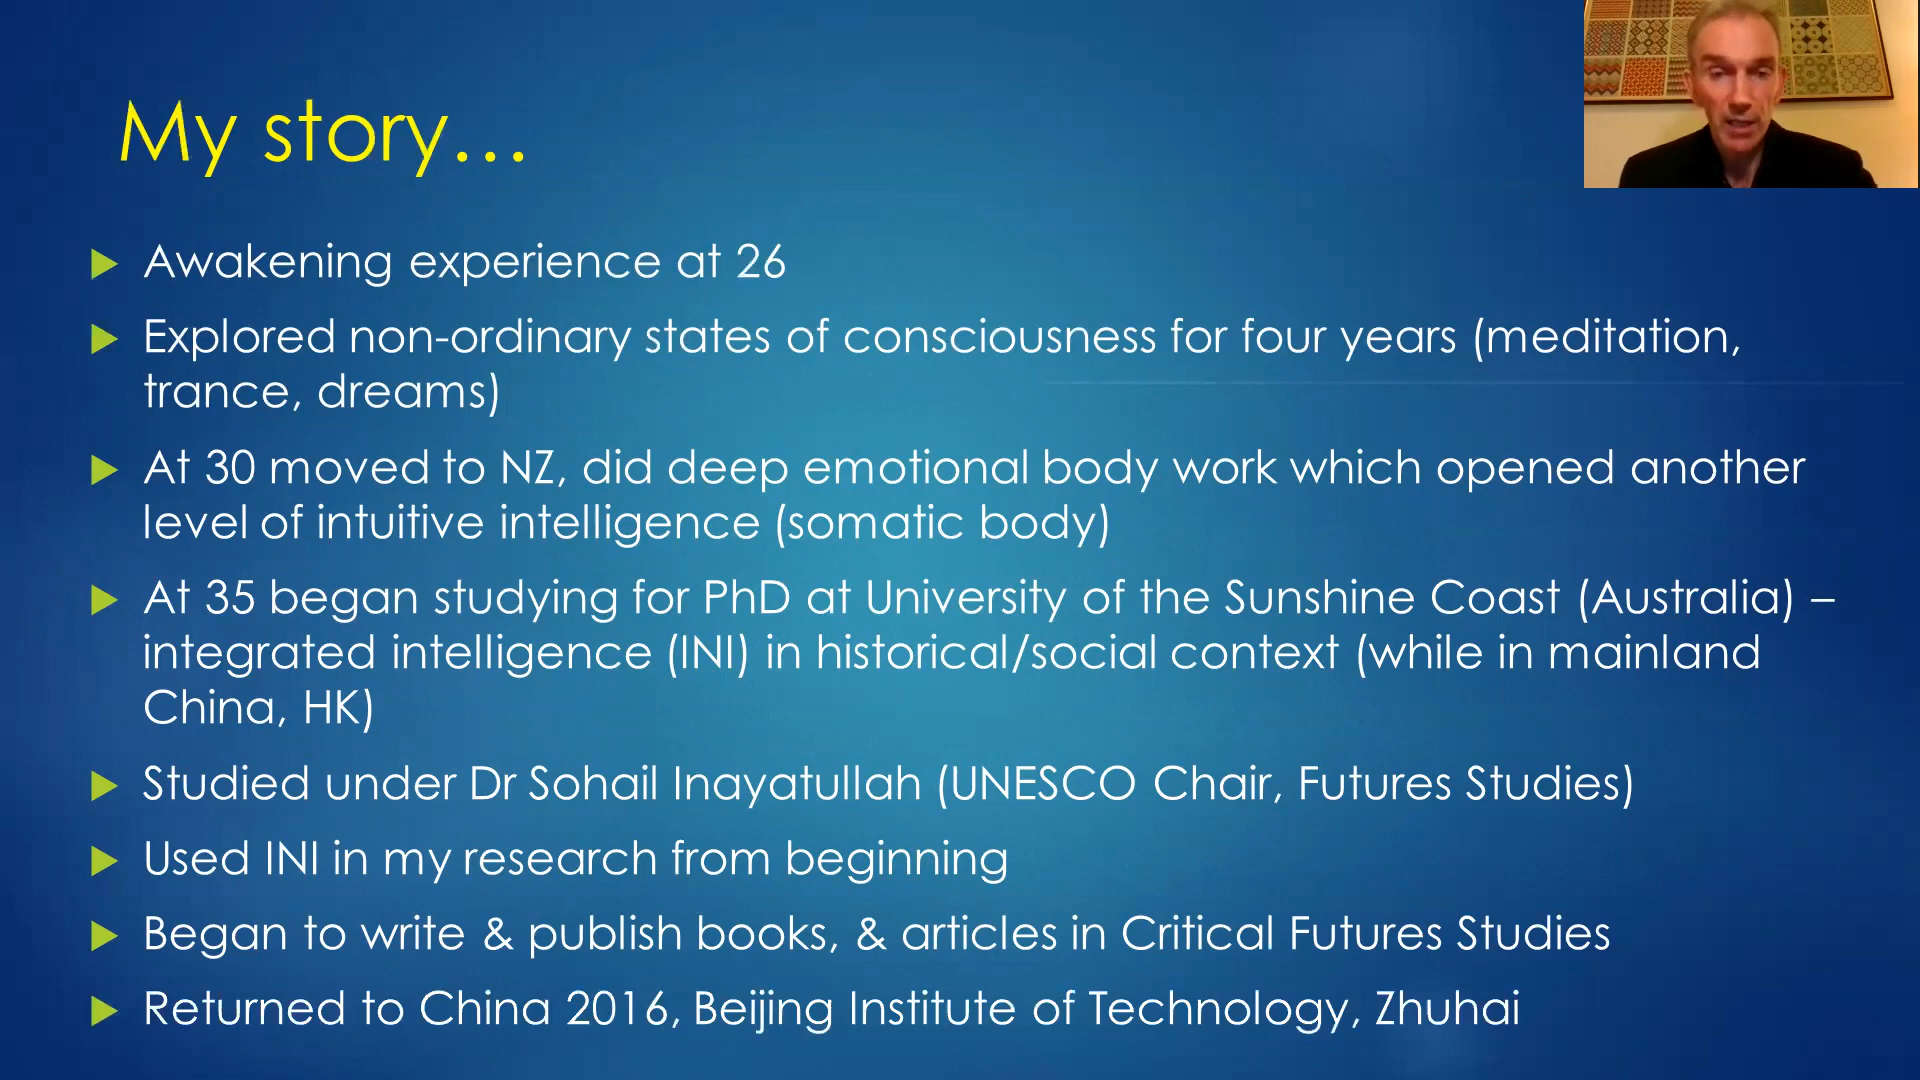 My story...
Awakening experience at 26
Explored non-ordinary states of consciousness for four years (meditation,
trance, dreams)
At 30 moved to NZ, did deep emotional body work which opened another
level of intuitive intelligence (somatic body)
At 35 began studying for PhD at University of the Sunshine Coast (Australia) –
integrated intelligence (INI) in historical/social context (while in mainland
China, HK)
Studied under Dr Sohail Inayatullah (UNESCO Chair, Futures Studies)
Used INI in my research from beginning
Began to write & publish books, & articles in Critical Futures Studies
Returned to China 2016, Beijing Institute of Technology, Zhuhai